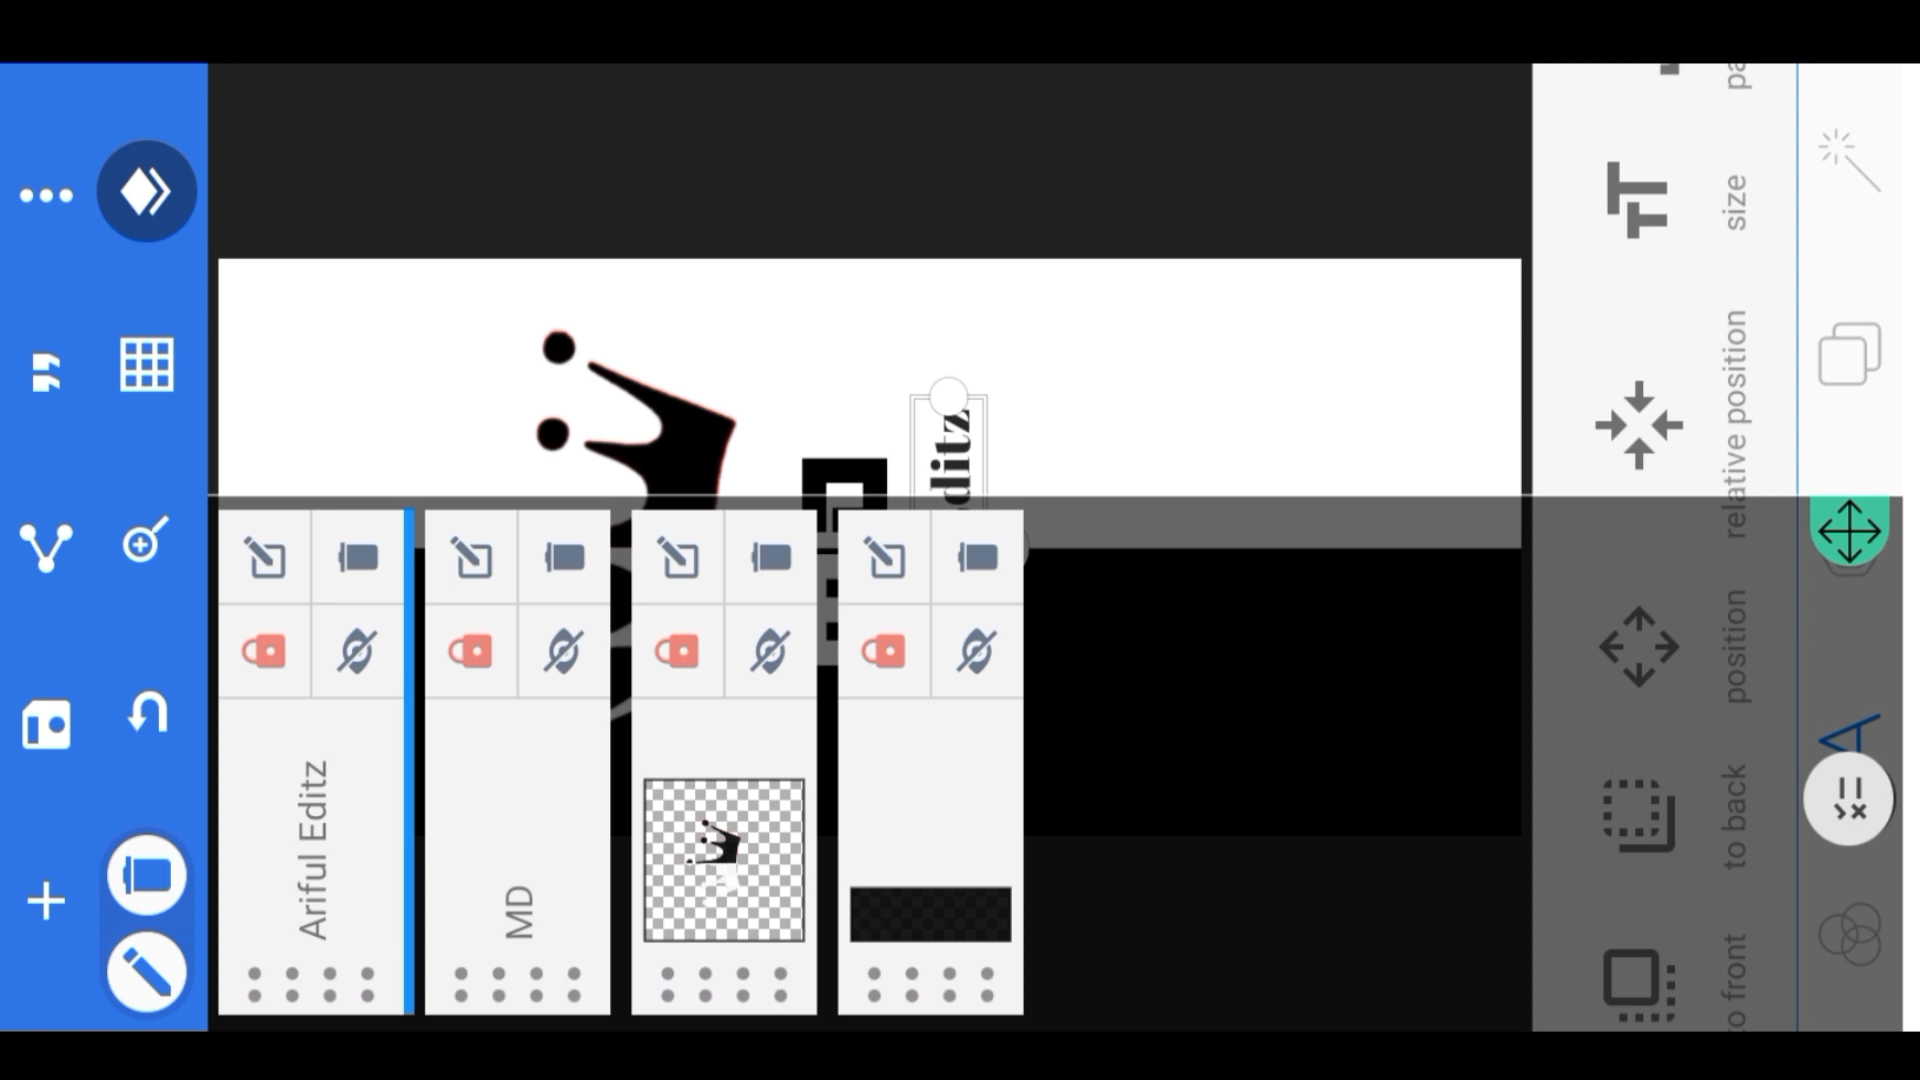 Ariful Editz
MD
ditz
o front
to back
position
relative position
size
pa
A